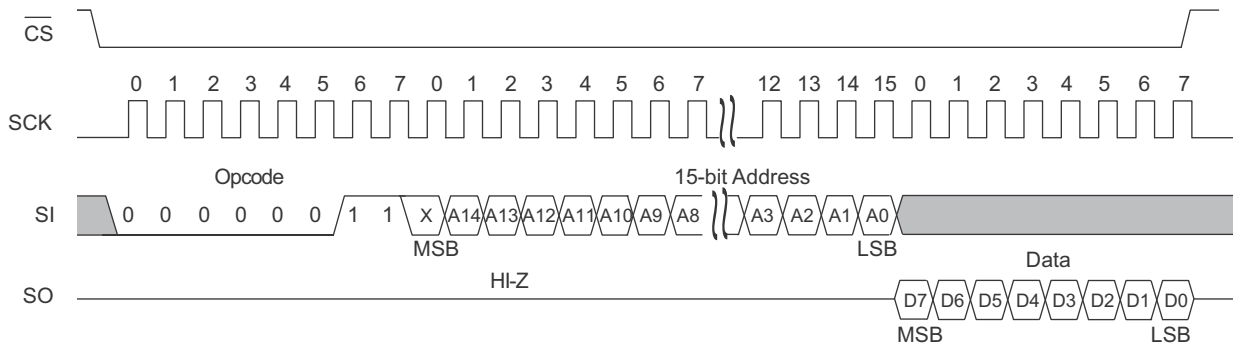 CS
0 1 2 3 4 5 6 7 0 1 2 3 4 5 6 7 12 13 14 15 0 1 2 3 4 5 6 7
SCK
Opcode 15-bit Address
SI 0 0 0 0 0 0 1 1 X A14 A13 A12 A11 A10 A9 A8 A3 A2 A1 A0
MSB LSB
HI-Z Data
SO D7 D6 D5 D4 D3 D2 D1 D0
MSB LSB